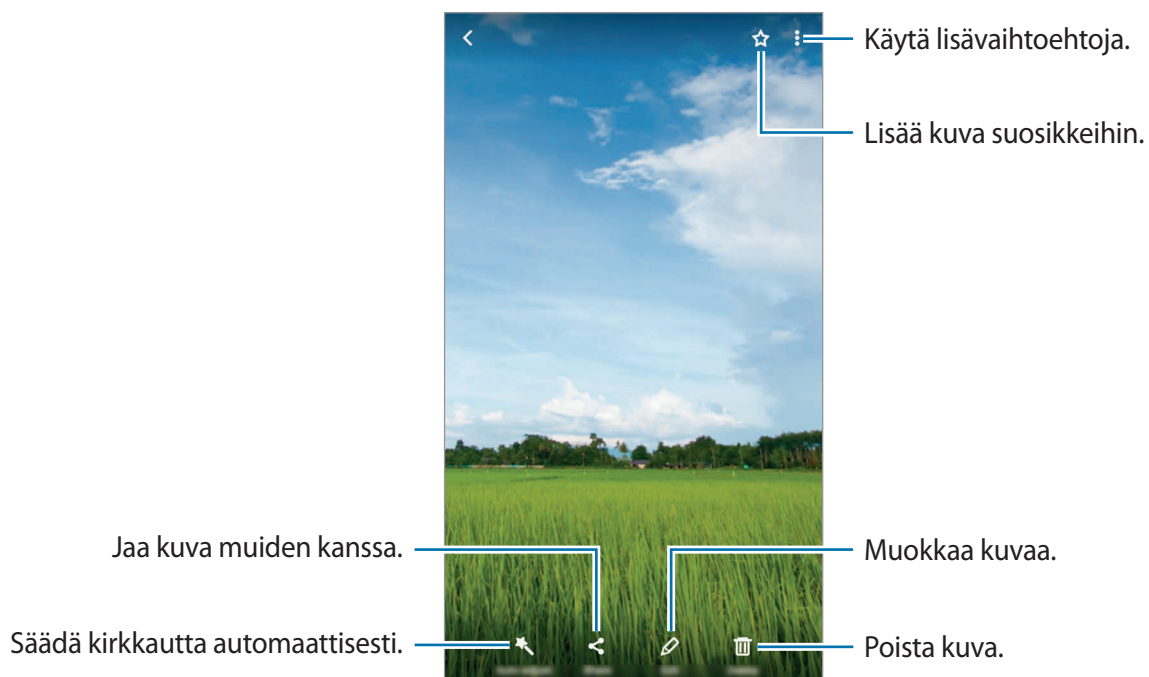 Käytä lisävaihtoehtoja.
Lisää kuva suosikkeihin.
Jaa kuva muiden kanssa.
Muokkaa kuvaa.
Säädä kirkkautta automaattisesti.
Poista kuva.